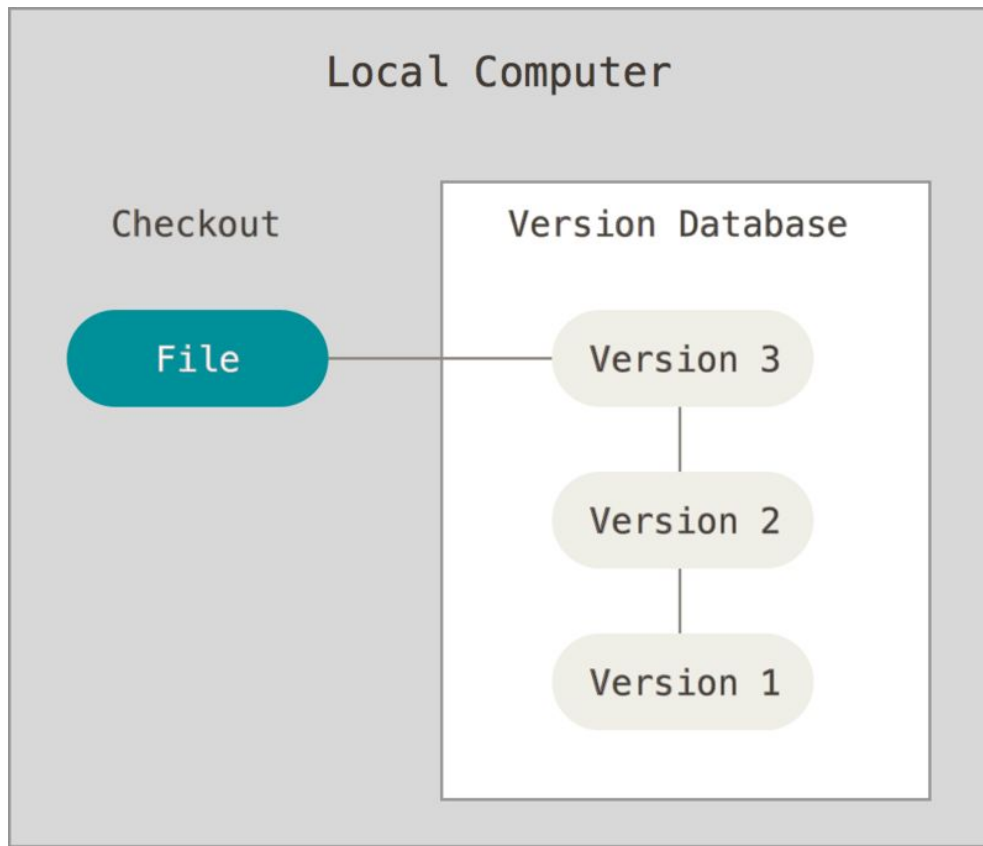 Local Computer
Checkout
Version Database
File
Version 3
Version 2
Version 1